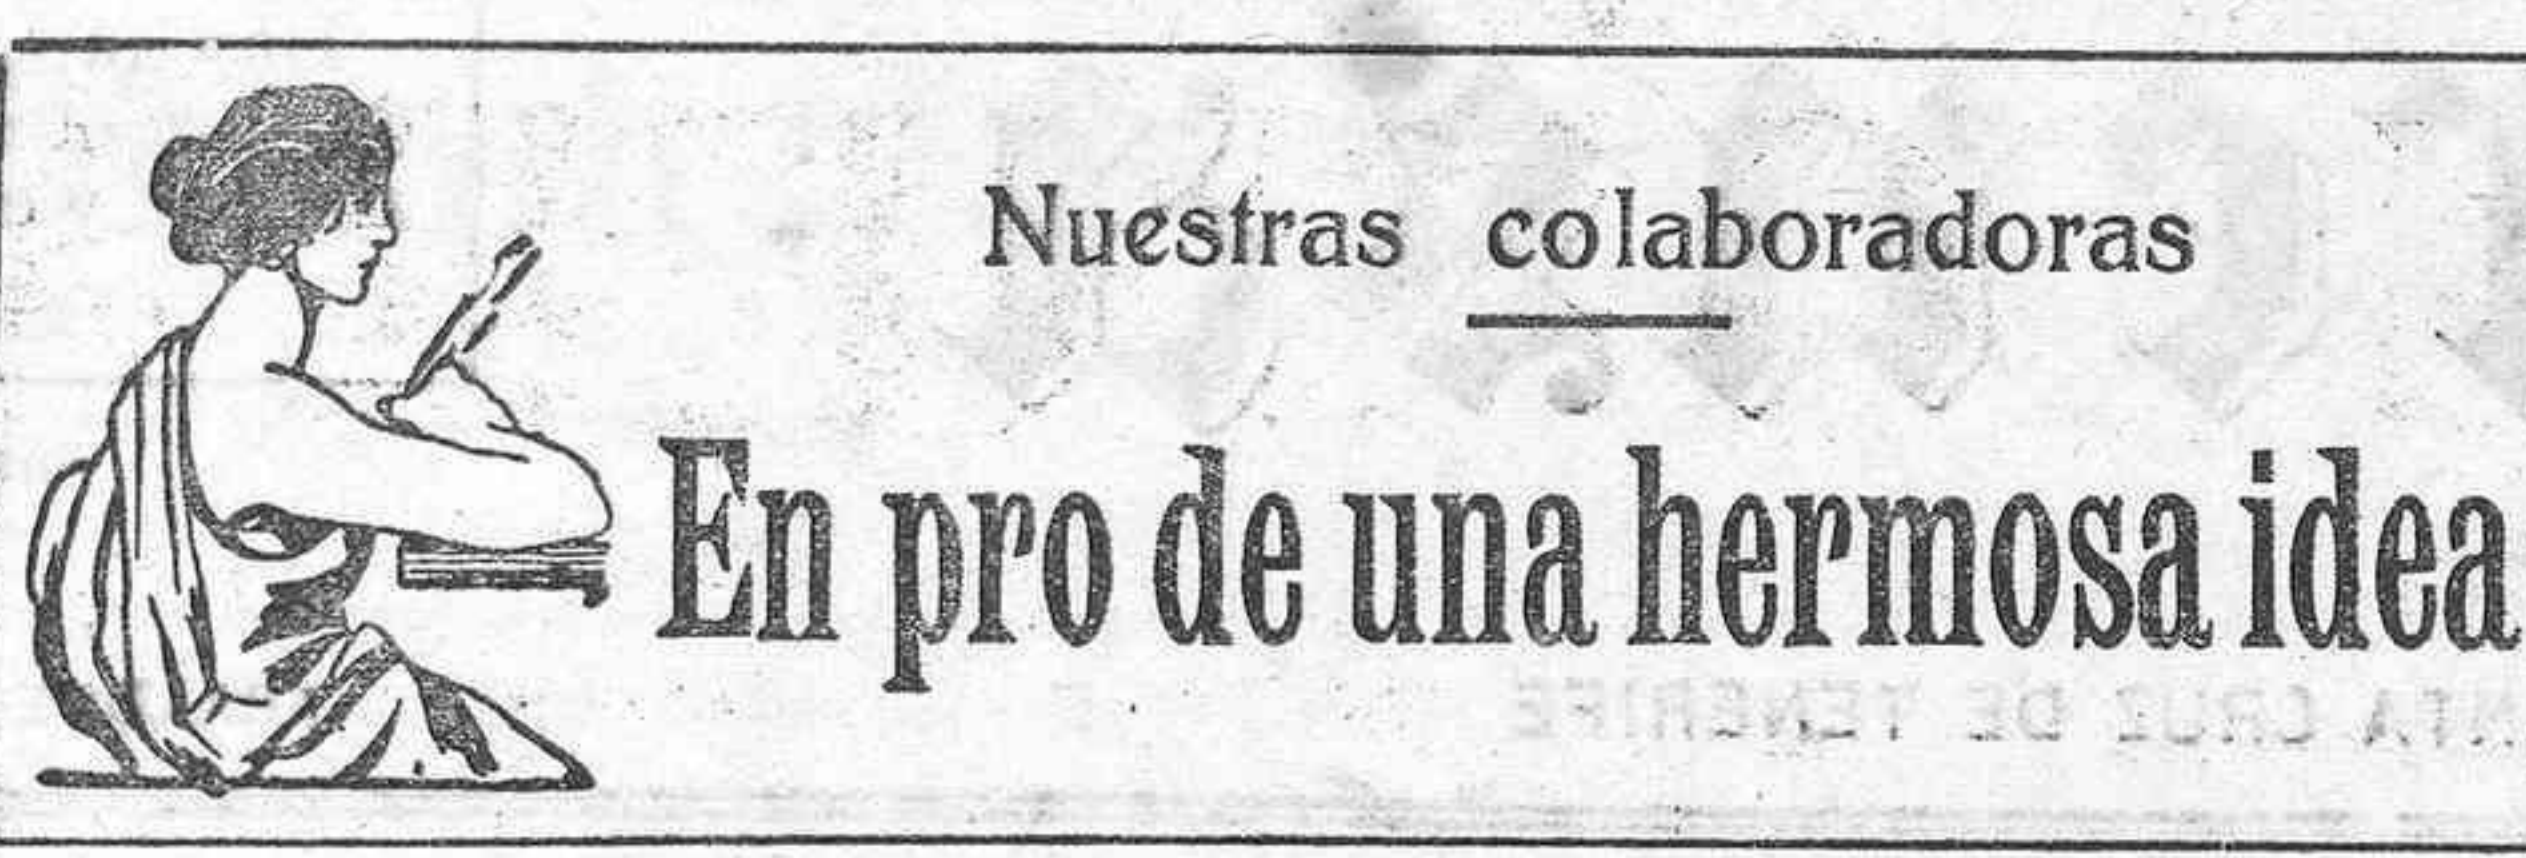 Nuestras colaboradoras
En pro de una hermosa idea